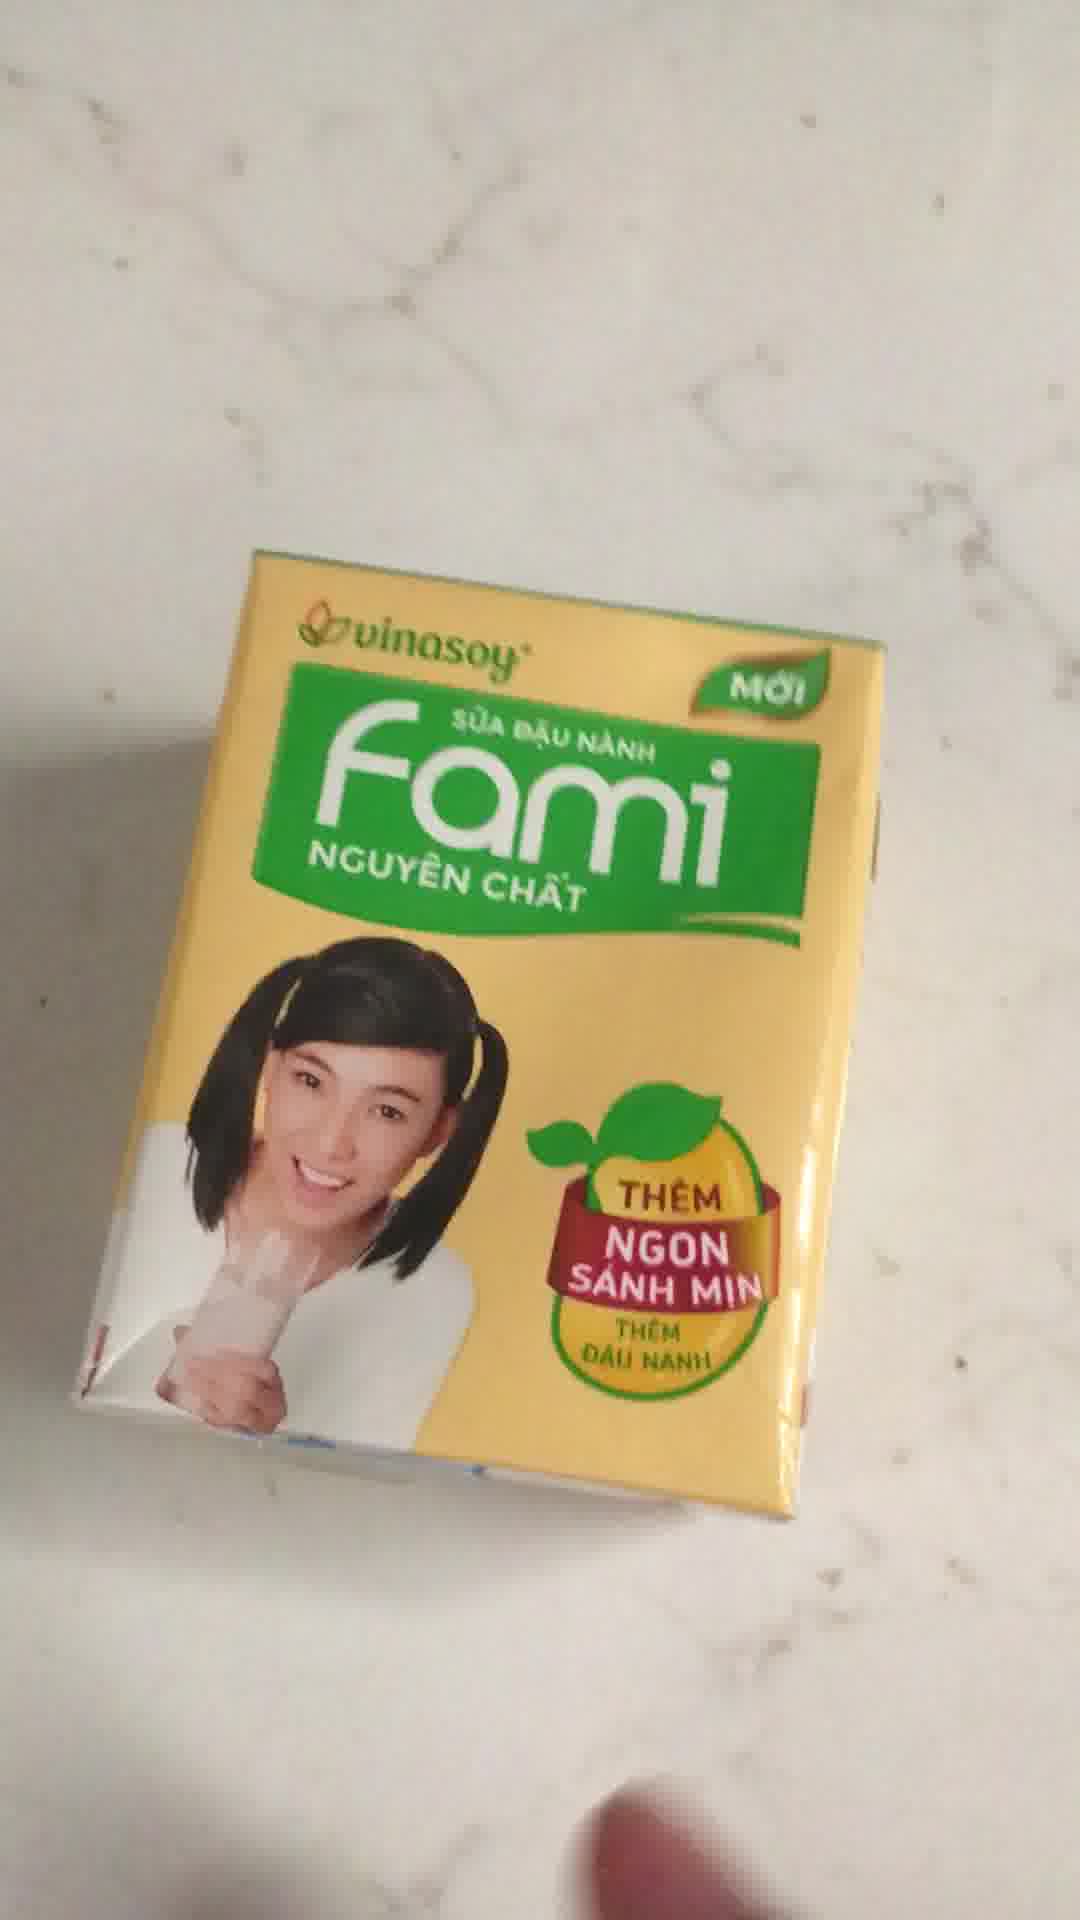 vinasoy
MỚI
SỮA ĐẬU NÀNH
Fami
NGUYÊN CHẤT
THÊM
NGON
SÁNH MỊN
THÊM
ĐẬU NÀNH